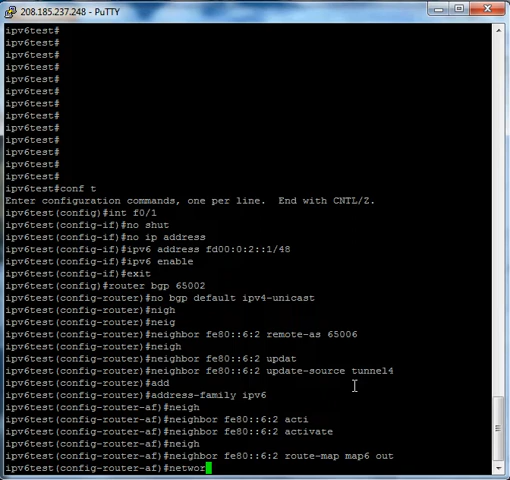 208.185.237.248 - PuTTY
ipv6test#
ipv6test#
ipv6test#
ipv6test#
ipv6test#
ipv6test#
ipv6test#
ipv6test#
ipv6test#
ipv6test#
ipv6test#
ipv6test#
ipv6test#
ipv6test#conf t
Enter configuration commands, one per line.  End with CNTL/Z.
ipv6test(config)#int f0/1
ipv6test(config-if)#no shut
ipv6test(config-if)#no ip address
ipv6test(config-if)#ipv6 address fd00:0:2::1/48
ipv6test(config-if)#ipv6 enable
ipv6test(config-if)#exit
ipv6test(config)#router bgp 65002
ipv6test(config-router)#no bgp default ipv4-unicast
ipv6test(config-router)#nigh
ipv6test(config-router)#neig
ipv6test(config-router)#neighbor fe80::6:2 remote-as 65006
ipv6test(config-router)#neigh
ipv6test(config-router)#neighbor fe80::6:2 updat
ipv6test(config-router)#neighbor fe80::6:2 update-source tunnel4
ipv6test(config-router)#add
ipv6test(config-router)#address-family ipv6
ipv6test(config-router-af)#neigh
ipv6test(config-router-af)#neighbor fe80::6:2 acti
ipv6test(config-router-af)#neighbor fe80::6:2 activate
ipv6test(config-router-af)#neigh
ipv6test(config-router-af)#neighbor fe80::6:2 route-map map6 out
ipv6test(config-router-af)#networ